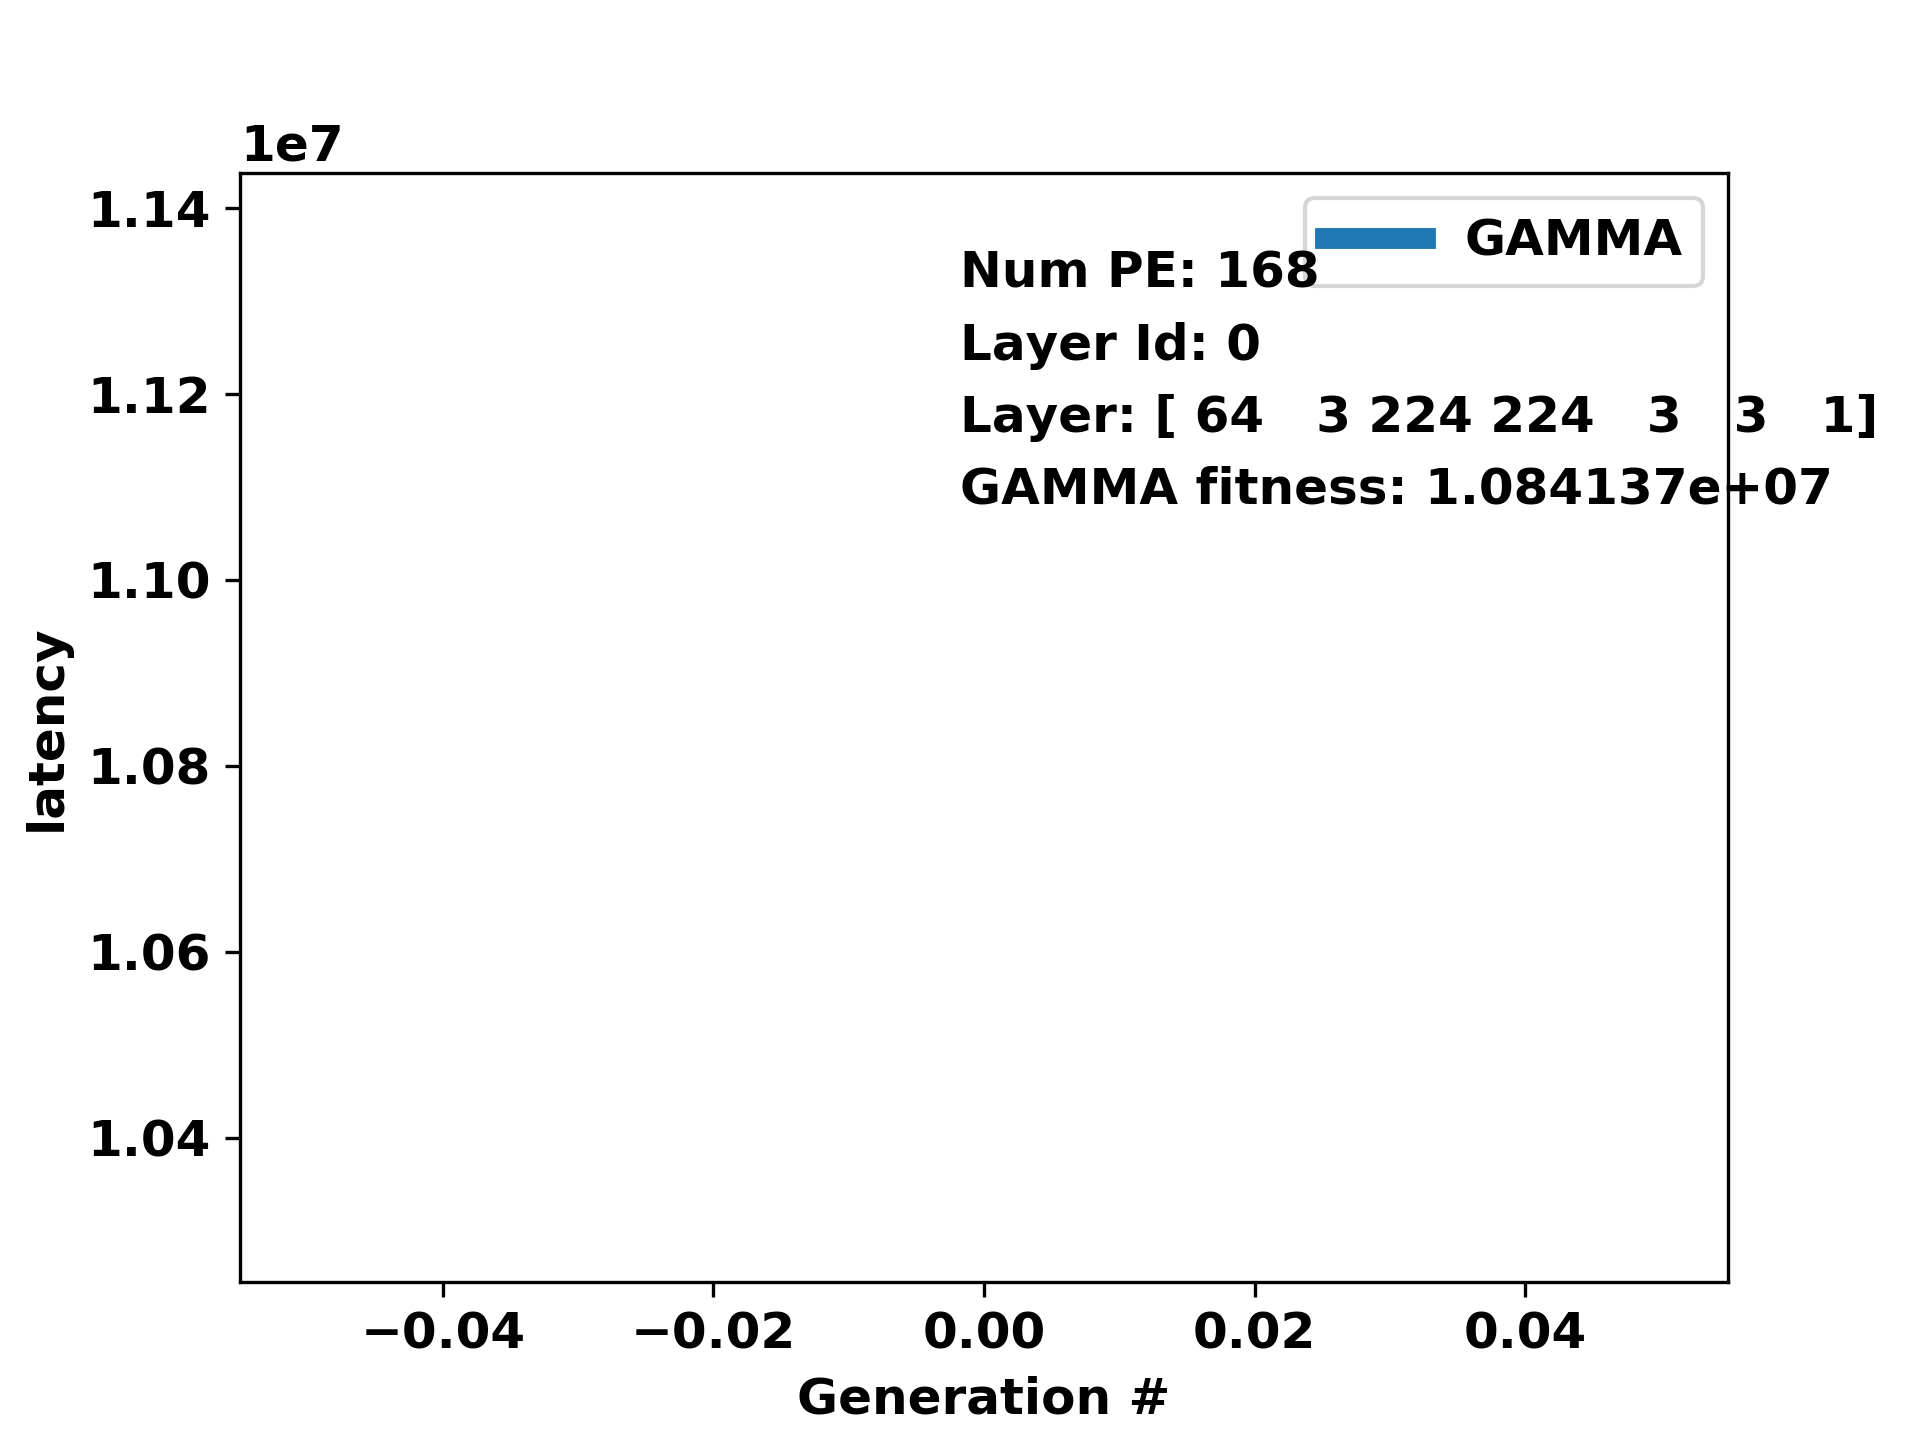 1e7
1.14
1.12
1.10
1.08
1.06
1.04
latency
GAMMA
Num PE: 168
Layer Id: 0
Layer: [ 64   3 224 224   3   3   1]
GAMMA fitness: 1.084137e+07
−0.04 −0.02 0.00 0.02 0.04
Generation #